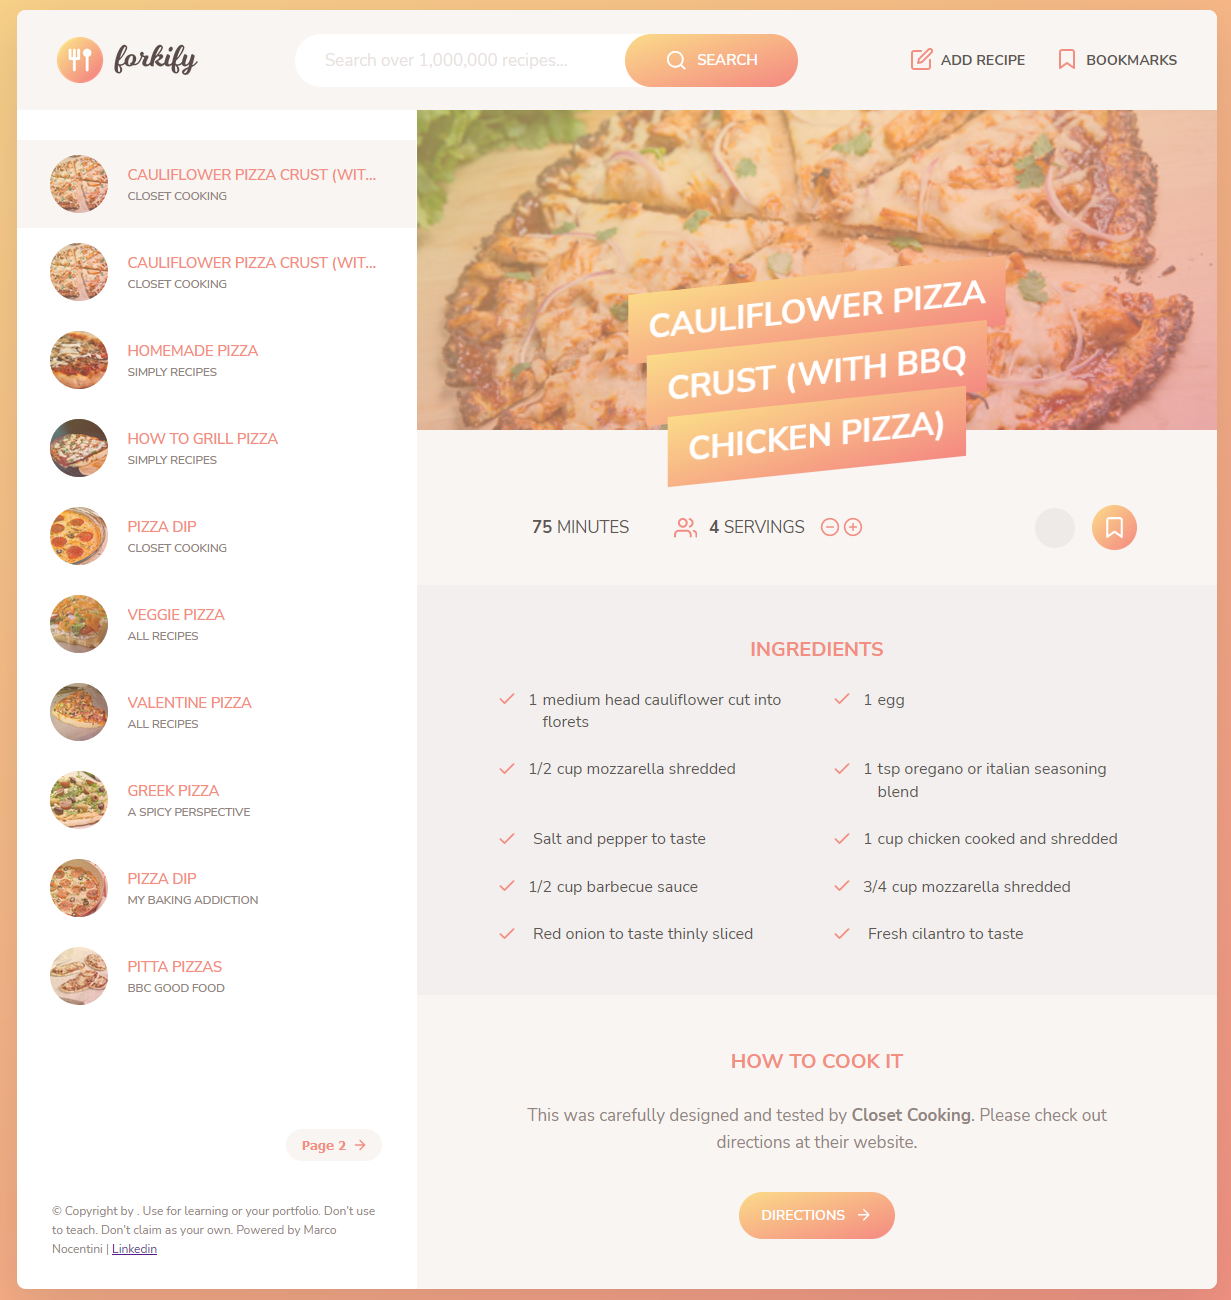 forkify
Search over 1,000,000 recipes...
SEARCH
ADD RECIPE
BOOKMARKS
CAULIFLOWER PIZZA CRUST (WIT...
CLOSET COOKING
CAULIFLOWER PIZZA CRUST (WIT...
CLOSET COOKING
HOMEMADE PIZZA
SIMPLY RECIPES
HOW TO GRILL PIZZA
SIMPLY RECIPES
PIZZA DIP
CLOSET COOKING
VEGGIE PIZZA
ALL RECIPES
VALENTINE PIZZA
ALL RECIPES
GREEK PIZZA
A SPICY PERSPECTIVE
PIZZA DIP
MY BAKING ADDICTION
PITTA PIZZAS
BBC GOOD FOOD
Page 2
© Copyright by . Use for learning or your portfolio. Don't use
to teach. Don't claim as your own. Powered by Marco
Nocentini | Linkedin
CAULIFLOWER PIZZA
CRUST (WITH BBQ
CHICKEN PIZZA)
75 MINUTES
4 SERVINGS
INGREDIENTS
1 medium head cauliflower cut into
florets
1 egg
1/2 cup mozzarella shredded
1 tsp oregano or italian seasoning
blend
Salt and pepper to taste
1 cup chicken cooked and shredded
1/2 cup barbecue sauce
3/4 cup mozzarella shredded
Red onion to taste thinly sliced
Fresh cilantro to taste
HOW TO COOK IT
This was carefully designed and tested by Closet Cooking. Please check out
directions at their website.
DIRECTIONS